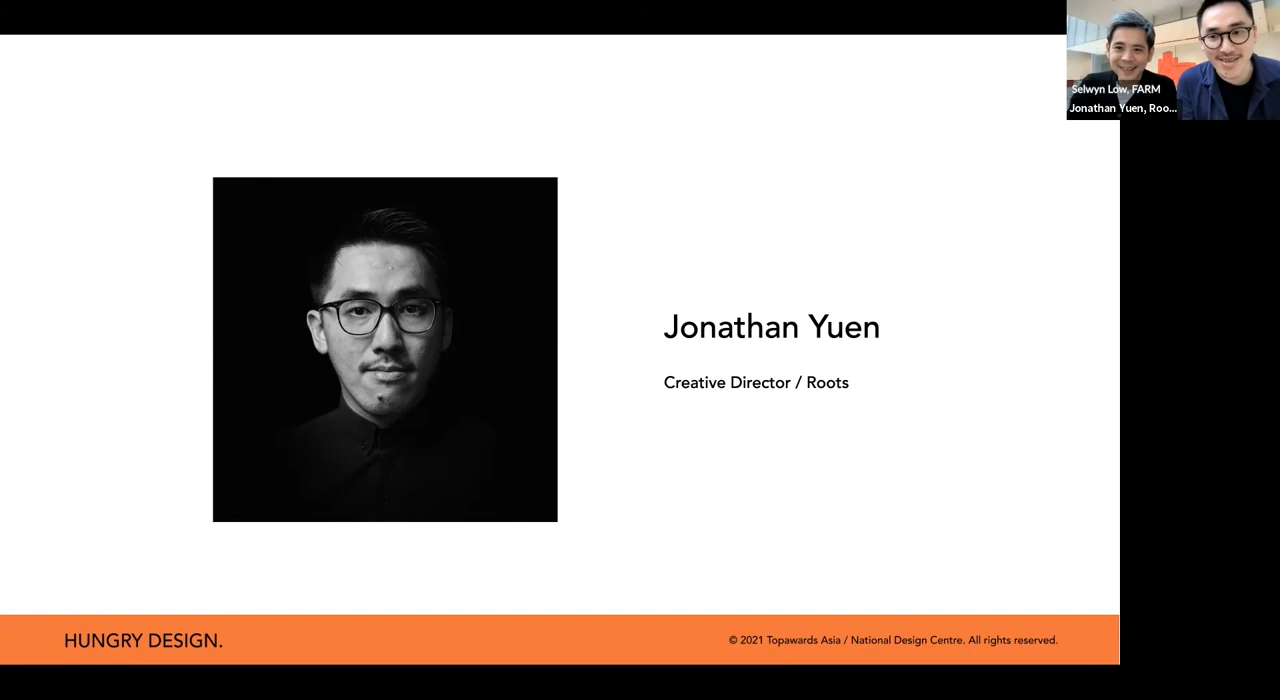 Selwyn Low, FARM
Jonathan Yuen, Roo...
Jonathan Yuen
Creative Director / Roots
HUNGRY DESIGN.
© 2021 Topawards Asia / National Design Centre. All rights reserved.